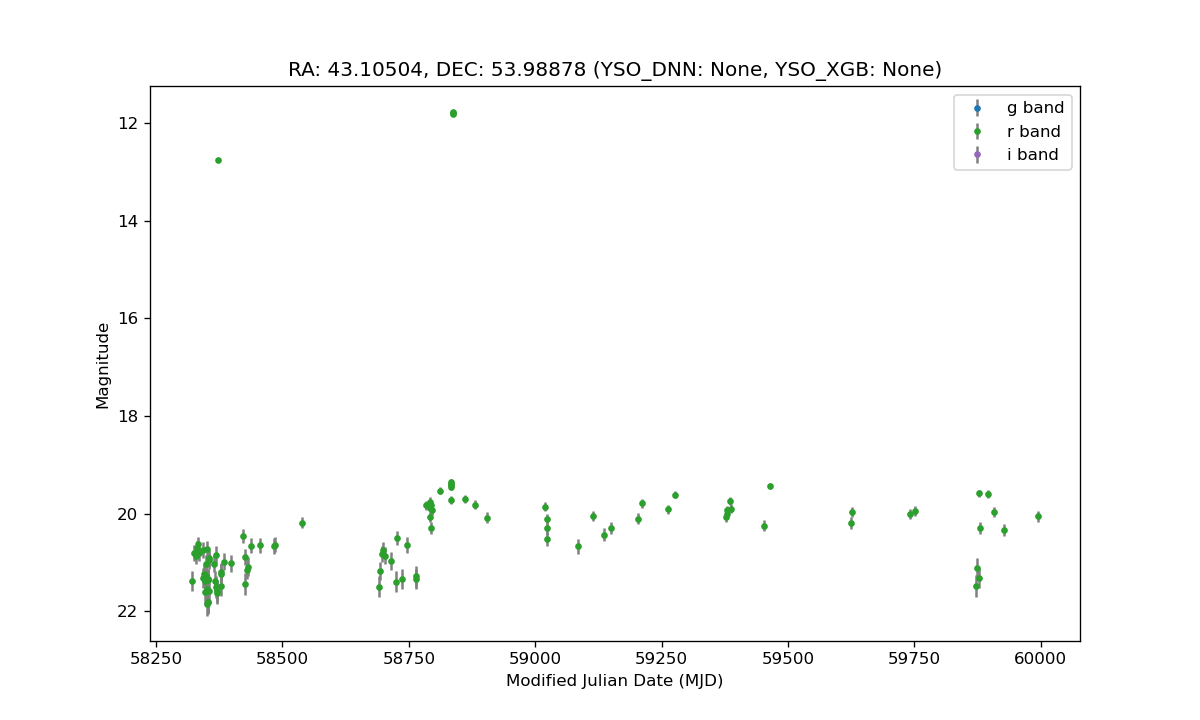 RA: 43.10504, DEC: 53.98878 (YSO_DNN: None, YSO_XGB: None)
g band
r band
i band
12
14
16
18
20
22
Magnitude
58250 58500 58750 59000 59250 59500 59750 60000
Modified Julian Date (MJD)